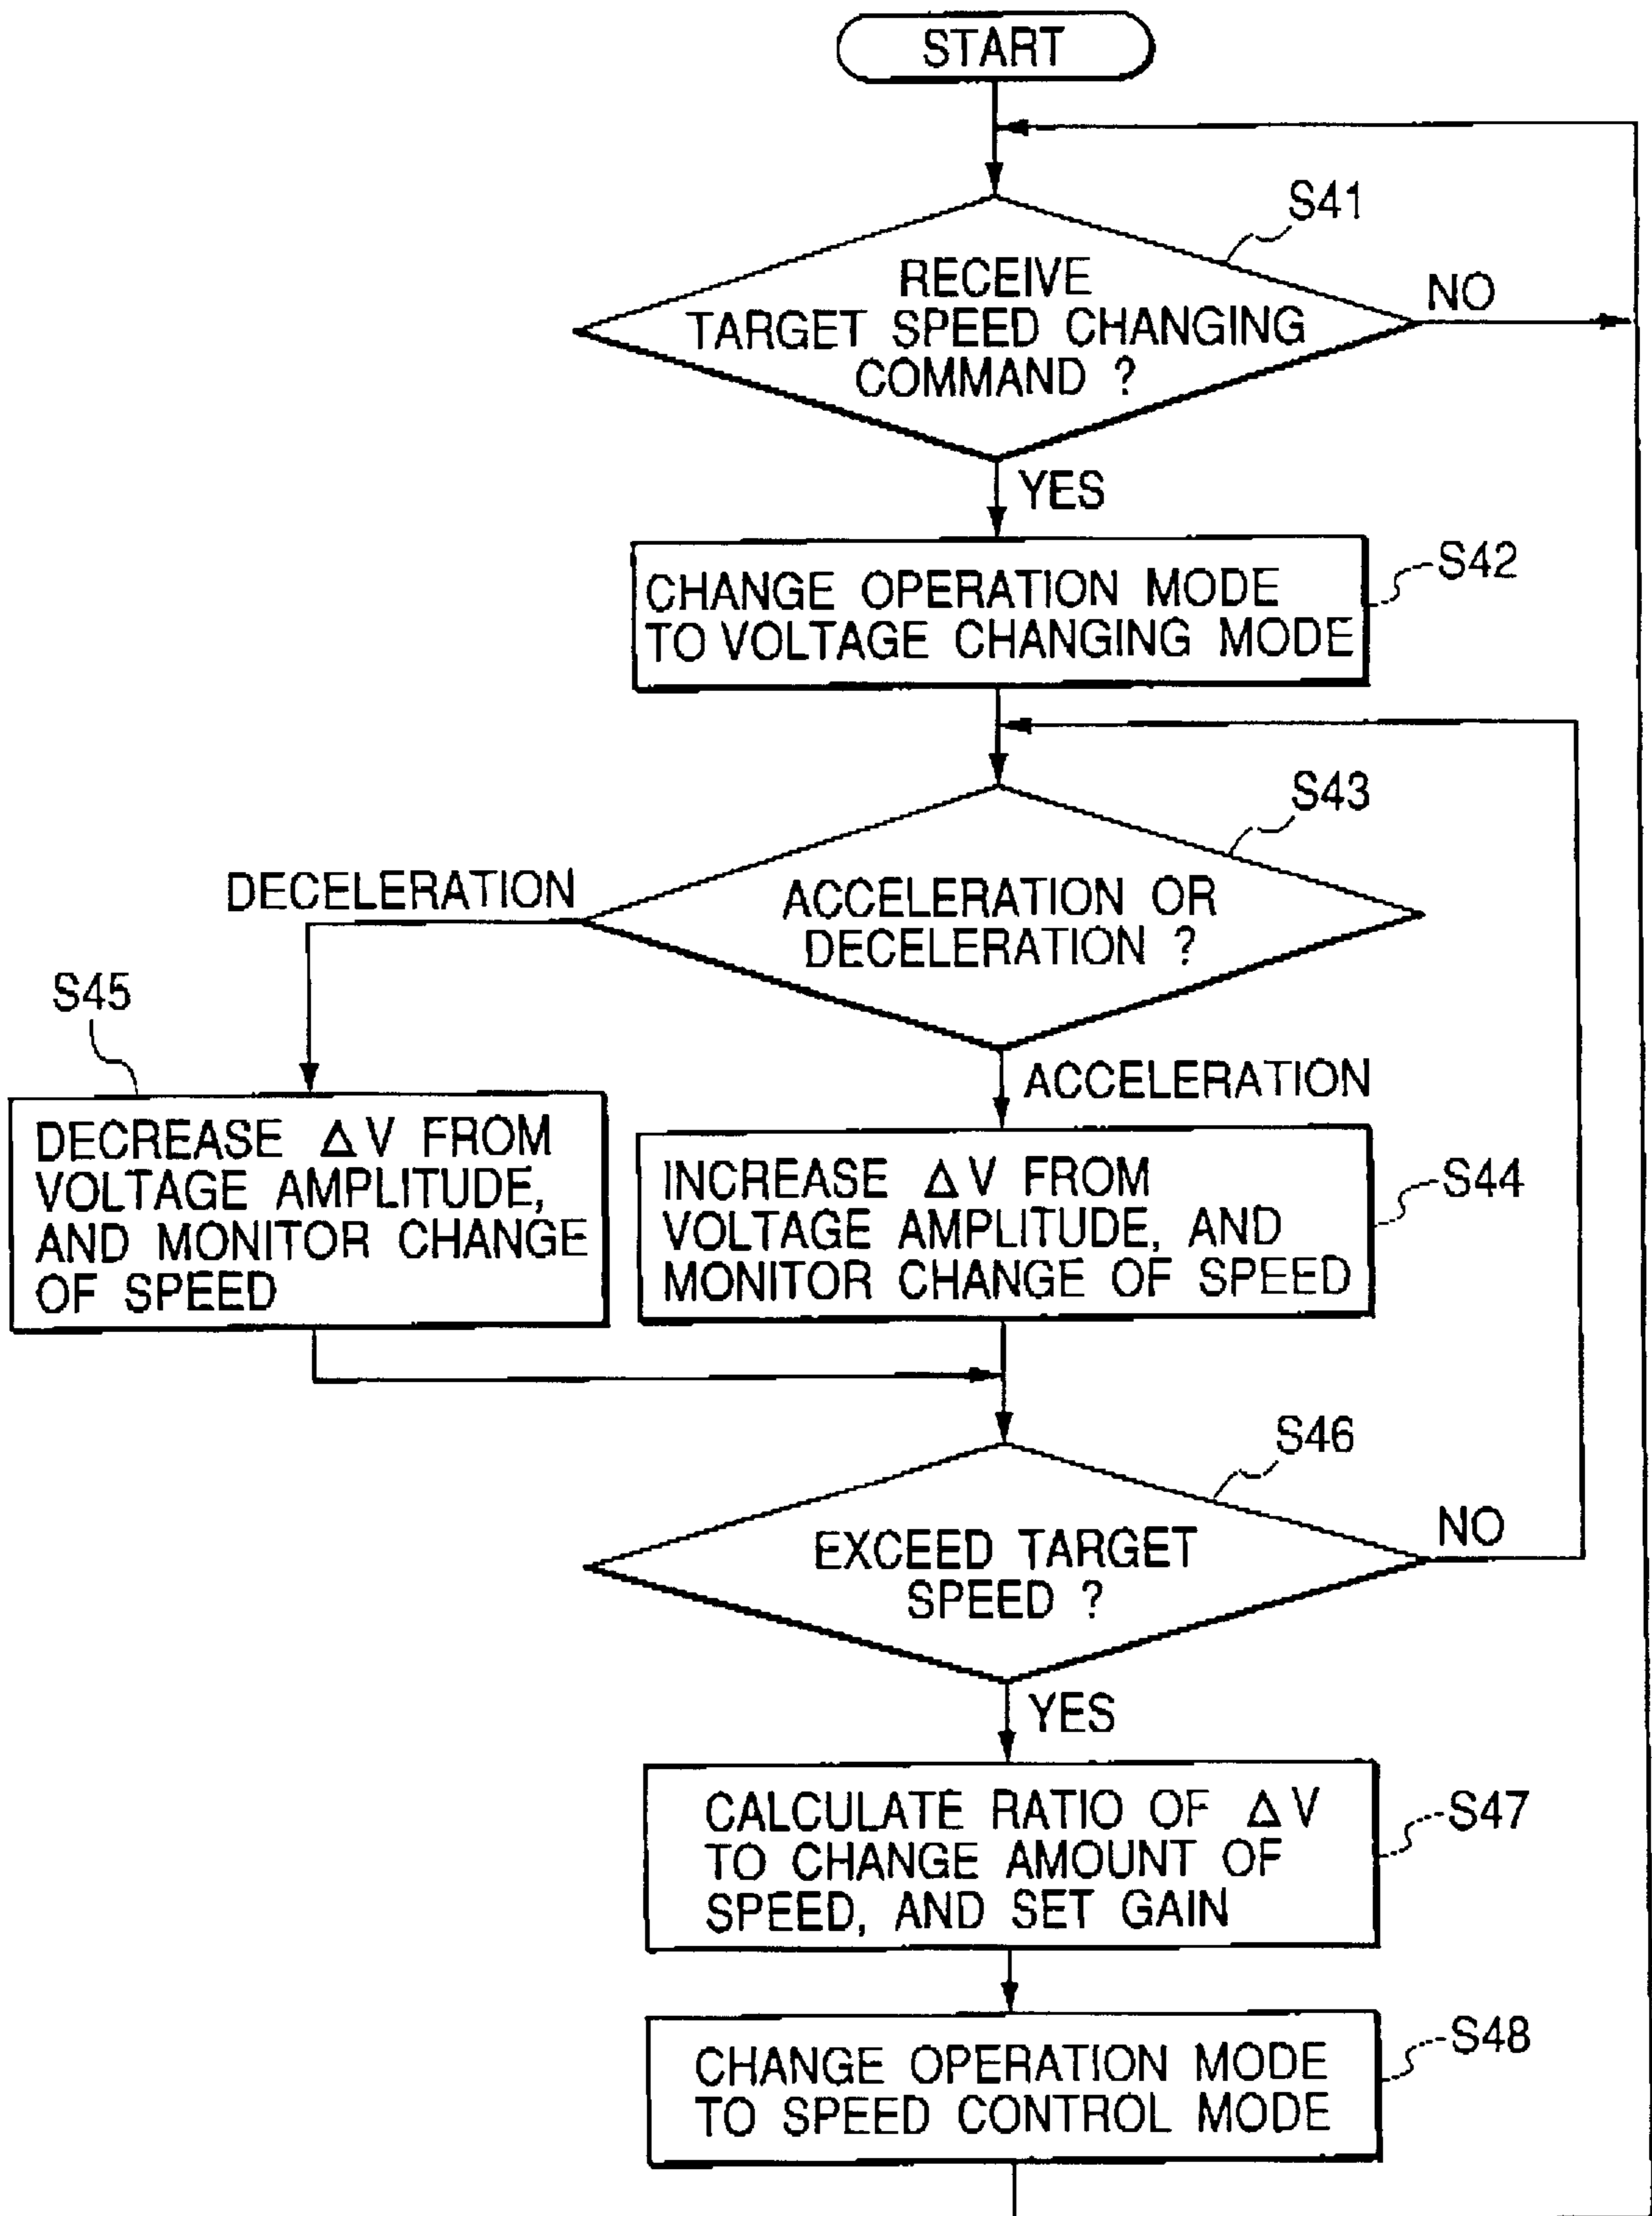 START
S41
RECEIVE
TARGET SPEED CHANGING
COMMAND ?
NO
YES
S42
CHANGE OPERATION MODE
TO VOLTAGE CHANGING MODE
S43
DECELERATION
ACCELERATION OR
DECELERATION ?
S45
ACCELERATION
DECREASE ΔV FROM
VOLTAGE AMPLITUDE,
AND MONITOR CHANGE
OF SPEED
INCREASE ΔV FROM
VOLTAGE AMPLITUDE, AND
MONITOR CHANGE OF SPEED
S44
S46
EXCEED TARGET
SPEED ?
NO
YES
CALCULATE RATIO OF ΔV
TO CHANGE AMOUNT OF
SPEED, AND SET GAIN
S47
CHANGE OPERATION MODE
TO SPEED CONTROL MODE
S48